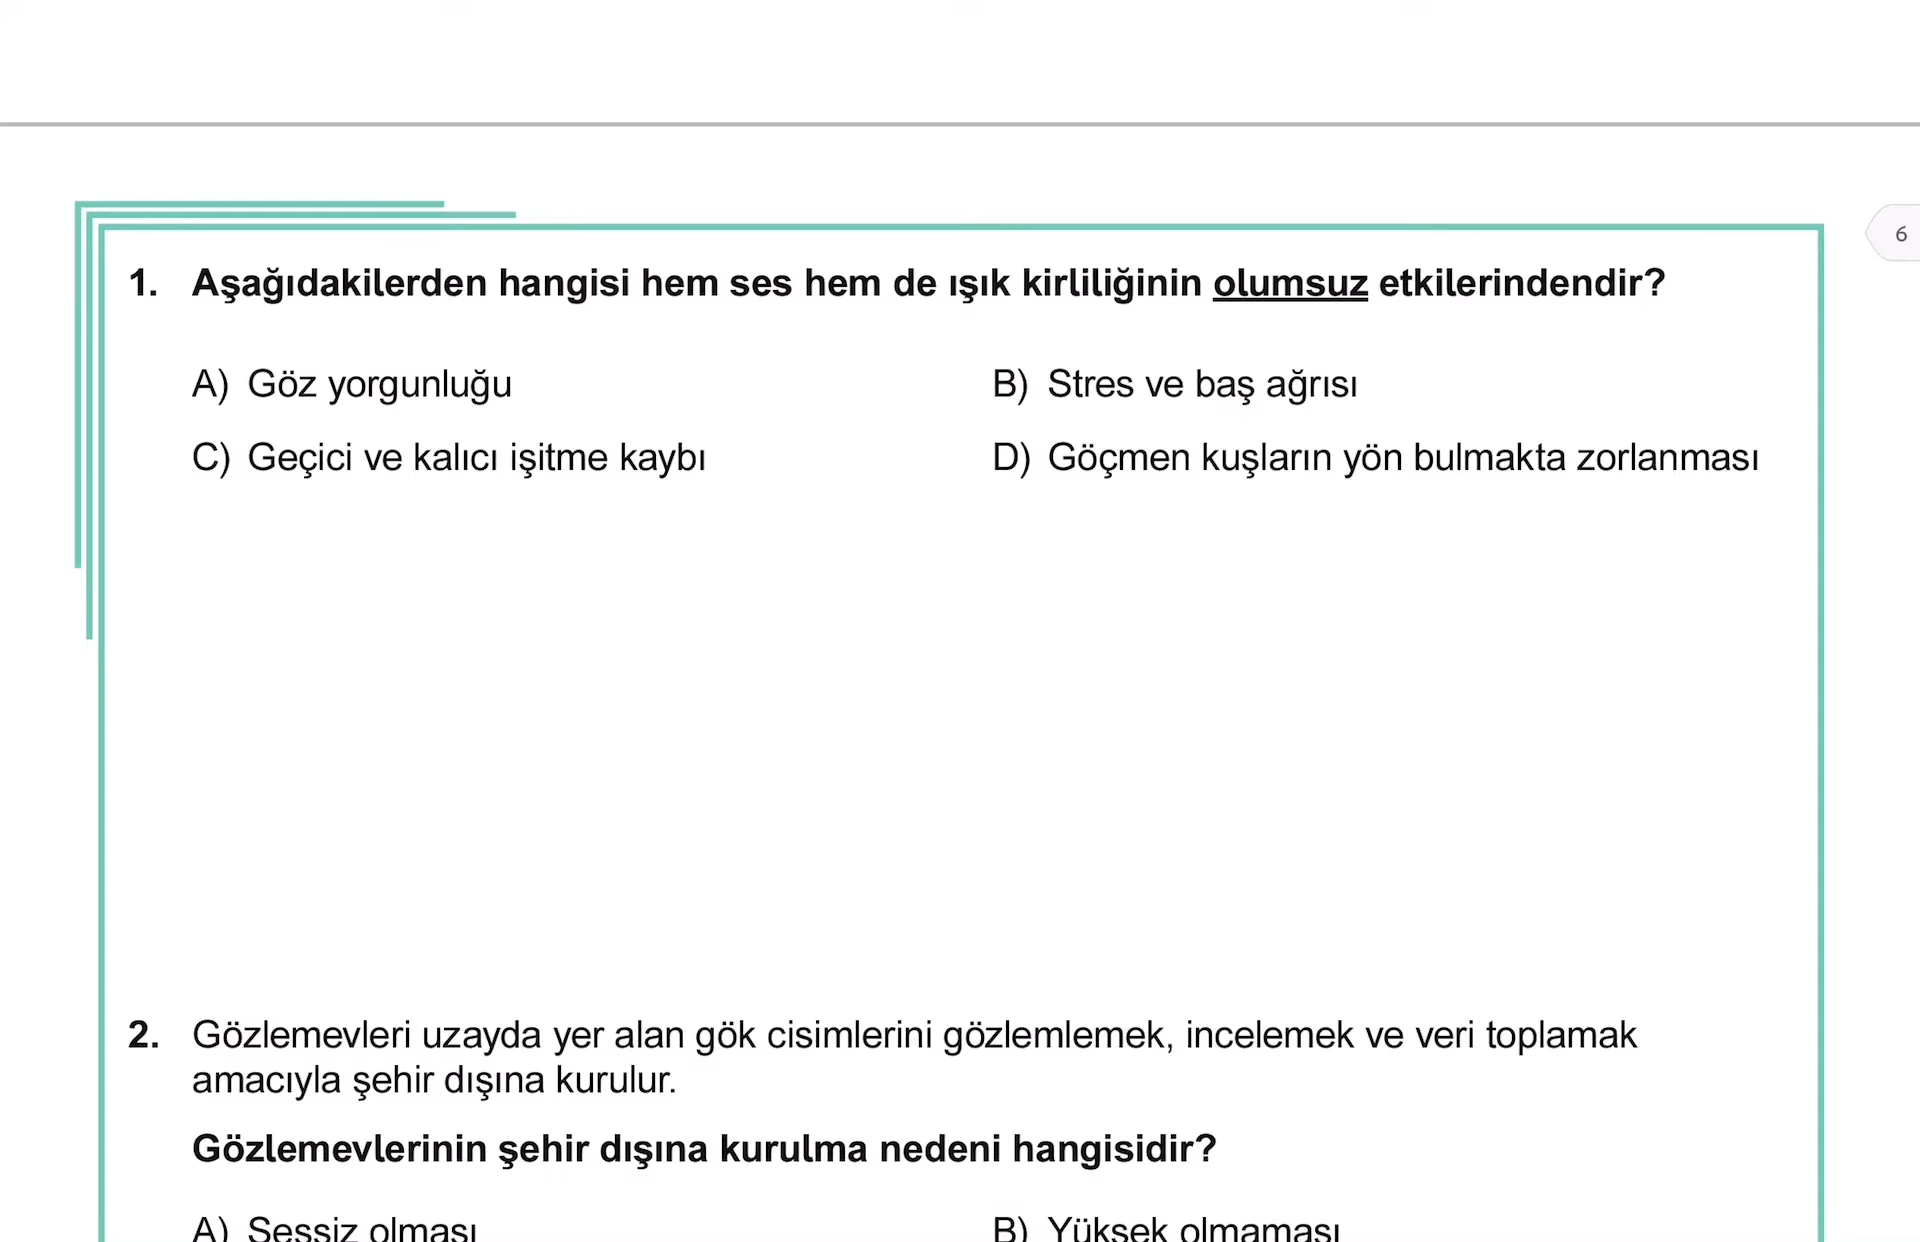 6
1. Aşağıdakilerden hangisi hem ses hem de ışık kirliliğinin olumsuz etkilerindendir?
A) Göz yorgunluğu B) Stres ve baş ağrısı
C) Geçici ve kalıcı işitme kaybı D) Göçmen kuşların yön bulmakta zorlanması
2. Gözlemevleri uzayda yer alan gök cisimlerini gözlemlemek, incelemek ve veri toplamak
amacıyla şehir dışına kurulur.
Gözlemevlerinin şehir dışına kurulma nedeni hangisidir?
A) Sessiz olması B) Yüksek olmaması